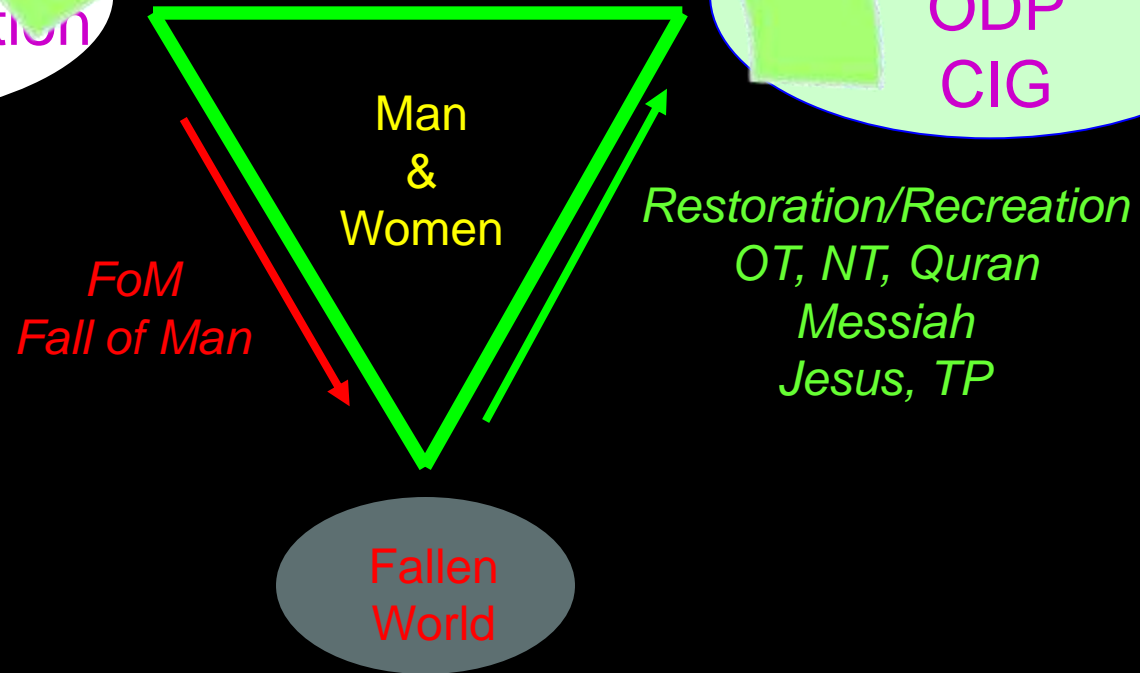 ODP
CIG
Man
&
Women
Restoration/Recreation
OT, NT, Quran
Messiah
Jesus, TP
FoM
Fall of Man
Fallen
World